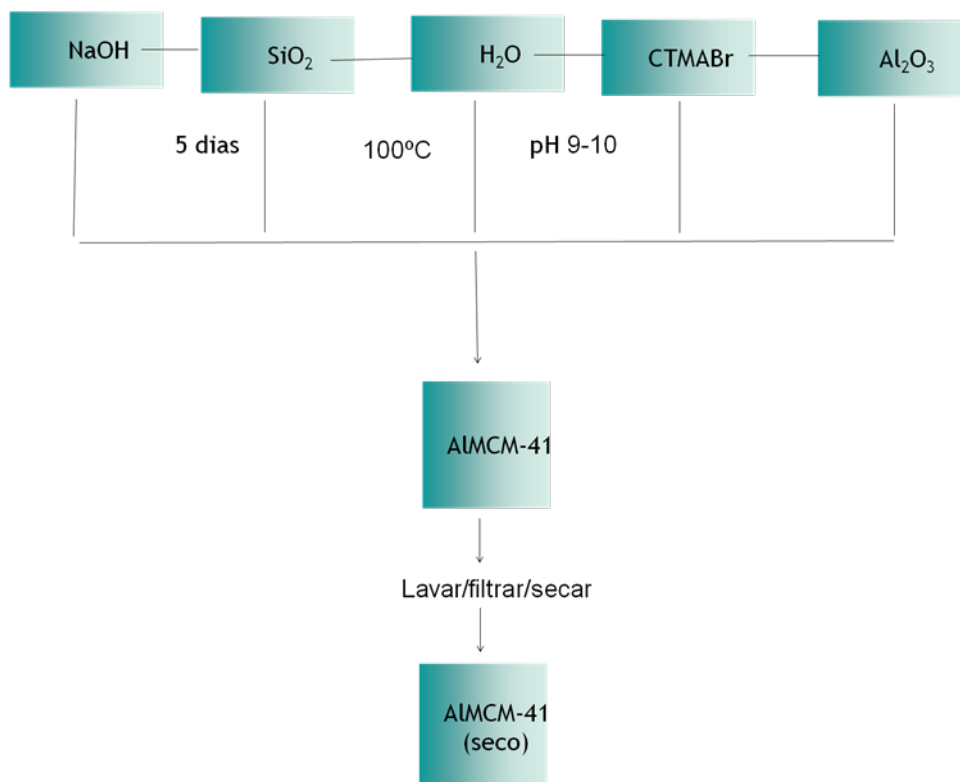 NaOH
SiO₂
H₂O
CTMABr
Al₂O₃
5 dias
100ºC
pH 9-10
AlMCM-41
Lavar/filtrar/secar
AlMCM-41
(seco)